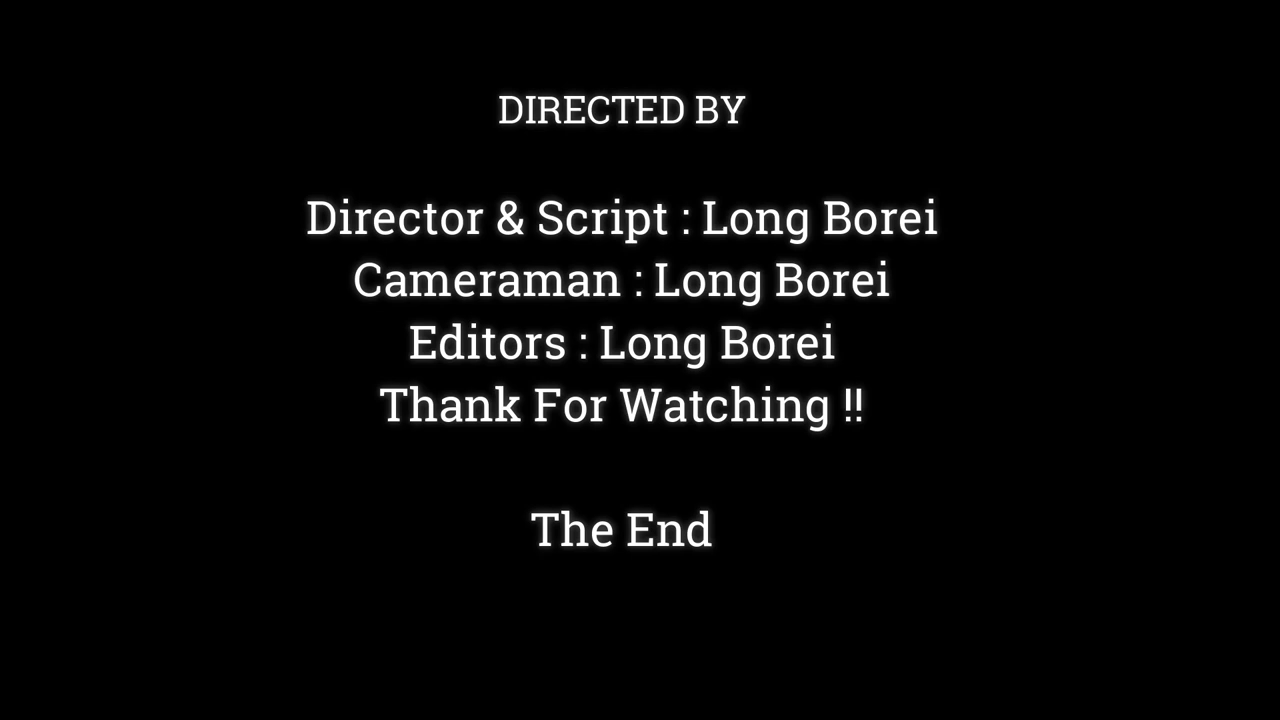 DIRECTED BY
Director & Script : Long Borei
Cameraman : Long Borei
Editors : Long Borei
Thank For Watching !!
The End